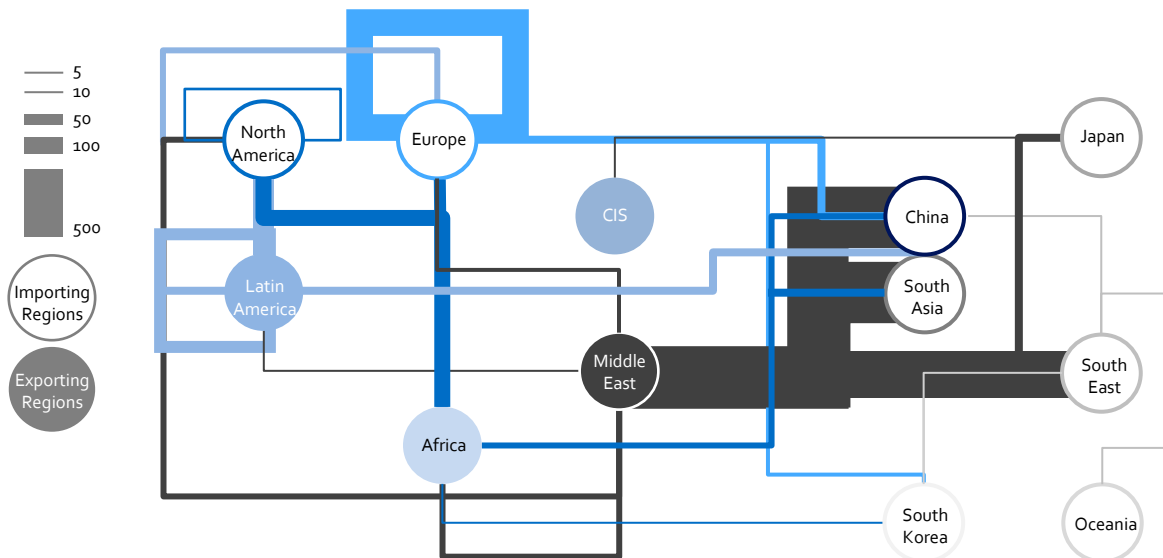 5
10
50
100
500
Importing
Regions
Exporting
Regions
North
America
Europe
CIS
Japan
China
Latin
America
South
Asia
Middle
East
South
East
Africa
South
Korea
Oceania